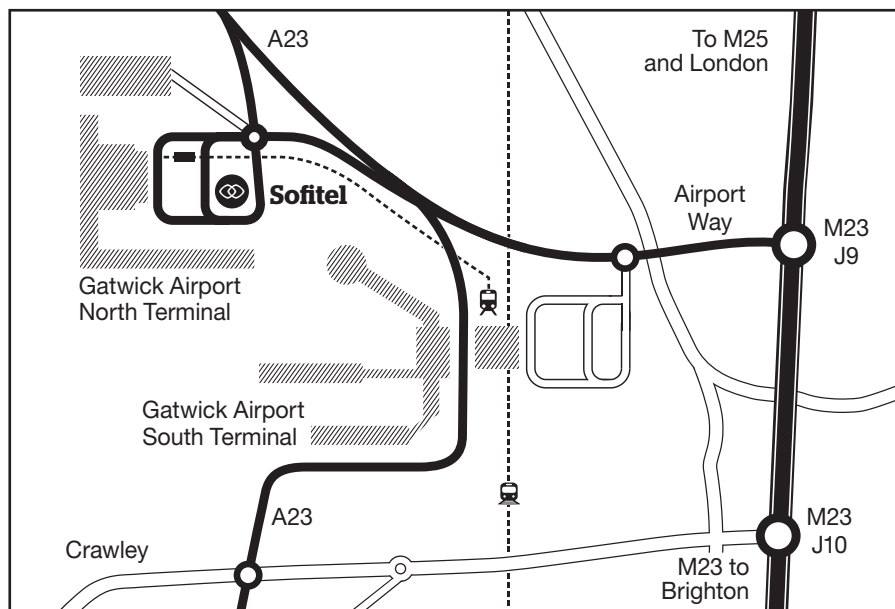 A23
To M25
and London
Sofitel
Airport
Way
M23
J9
Gatwick Airport
North Terminal
Gatwick Airport
South Terminal
A23
M23
J10
Crawley
M23 to
Brighton